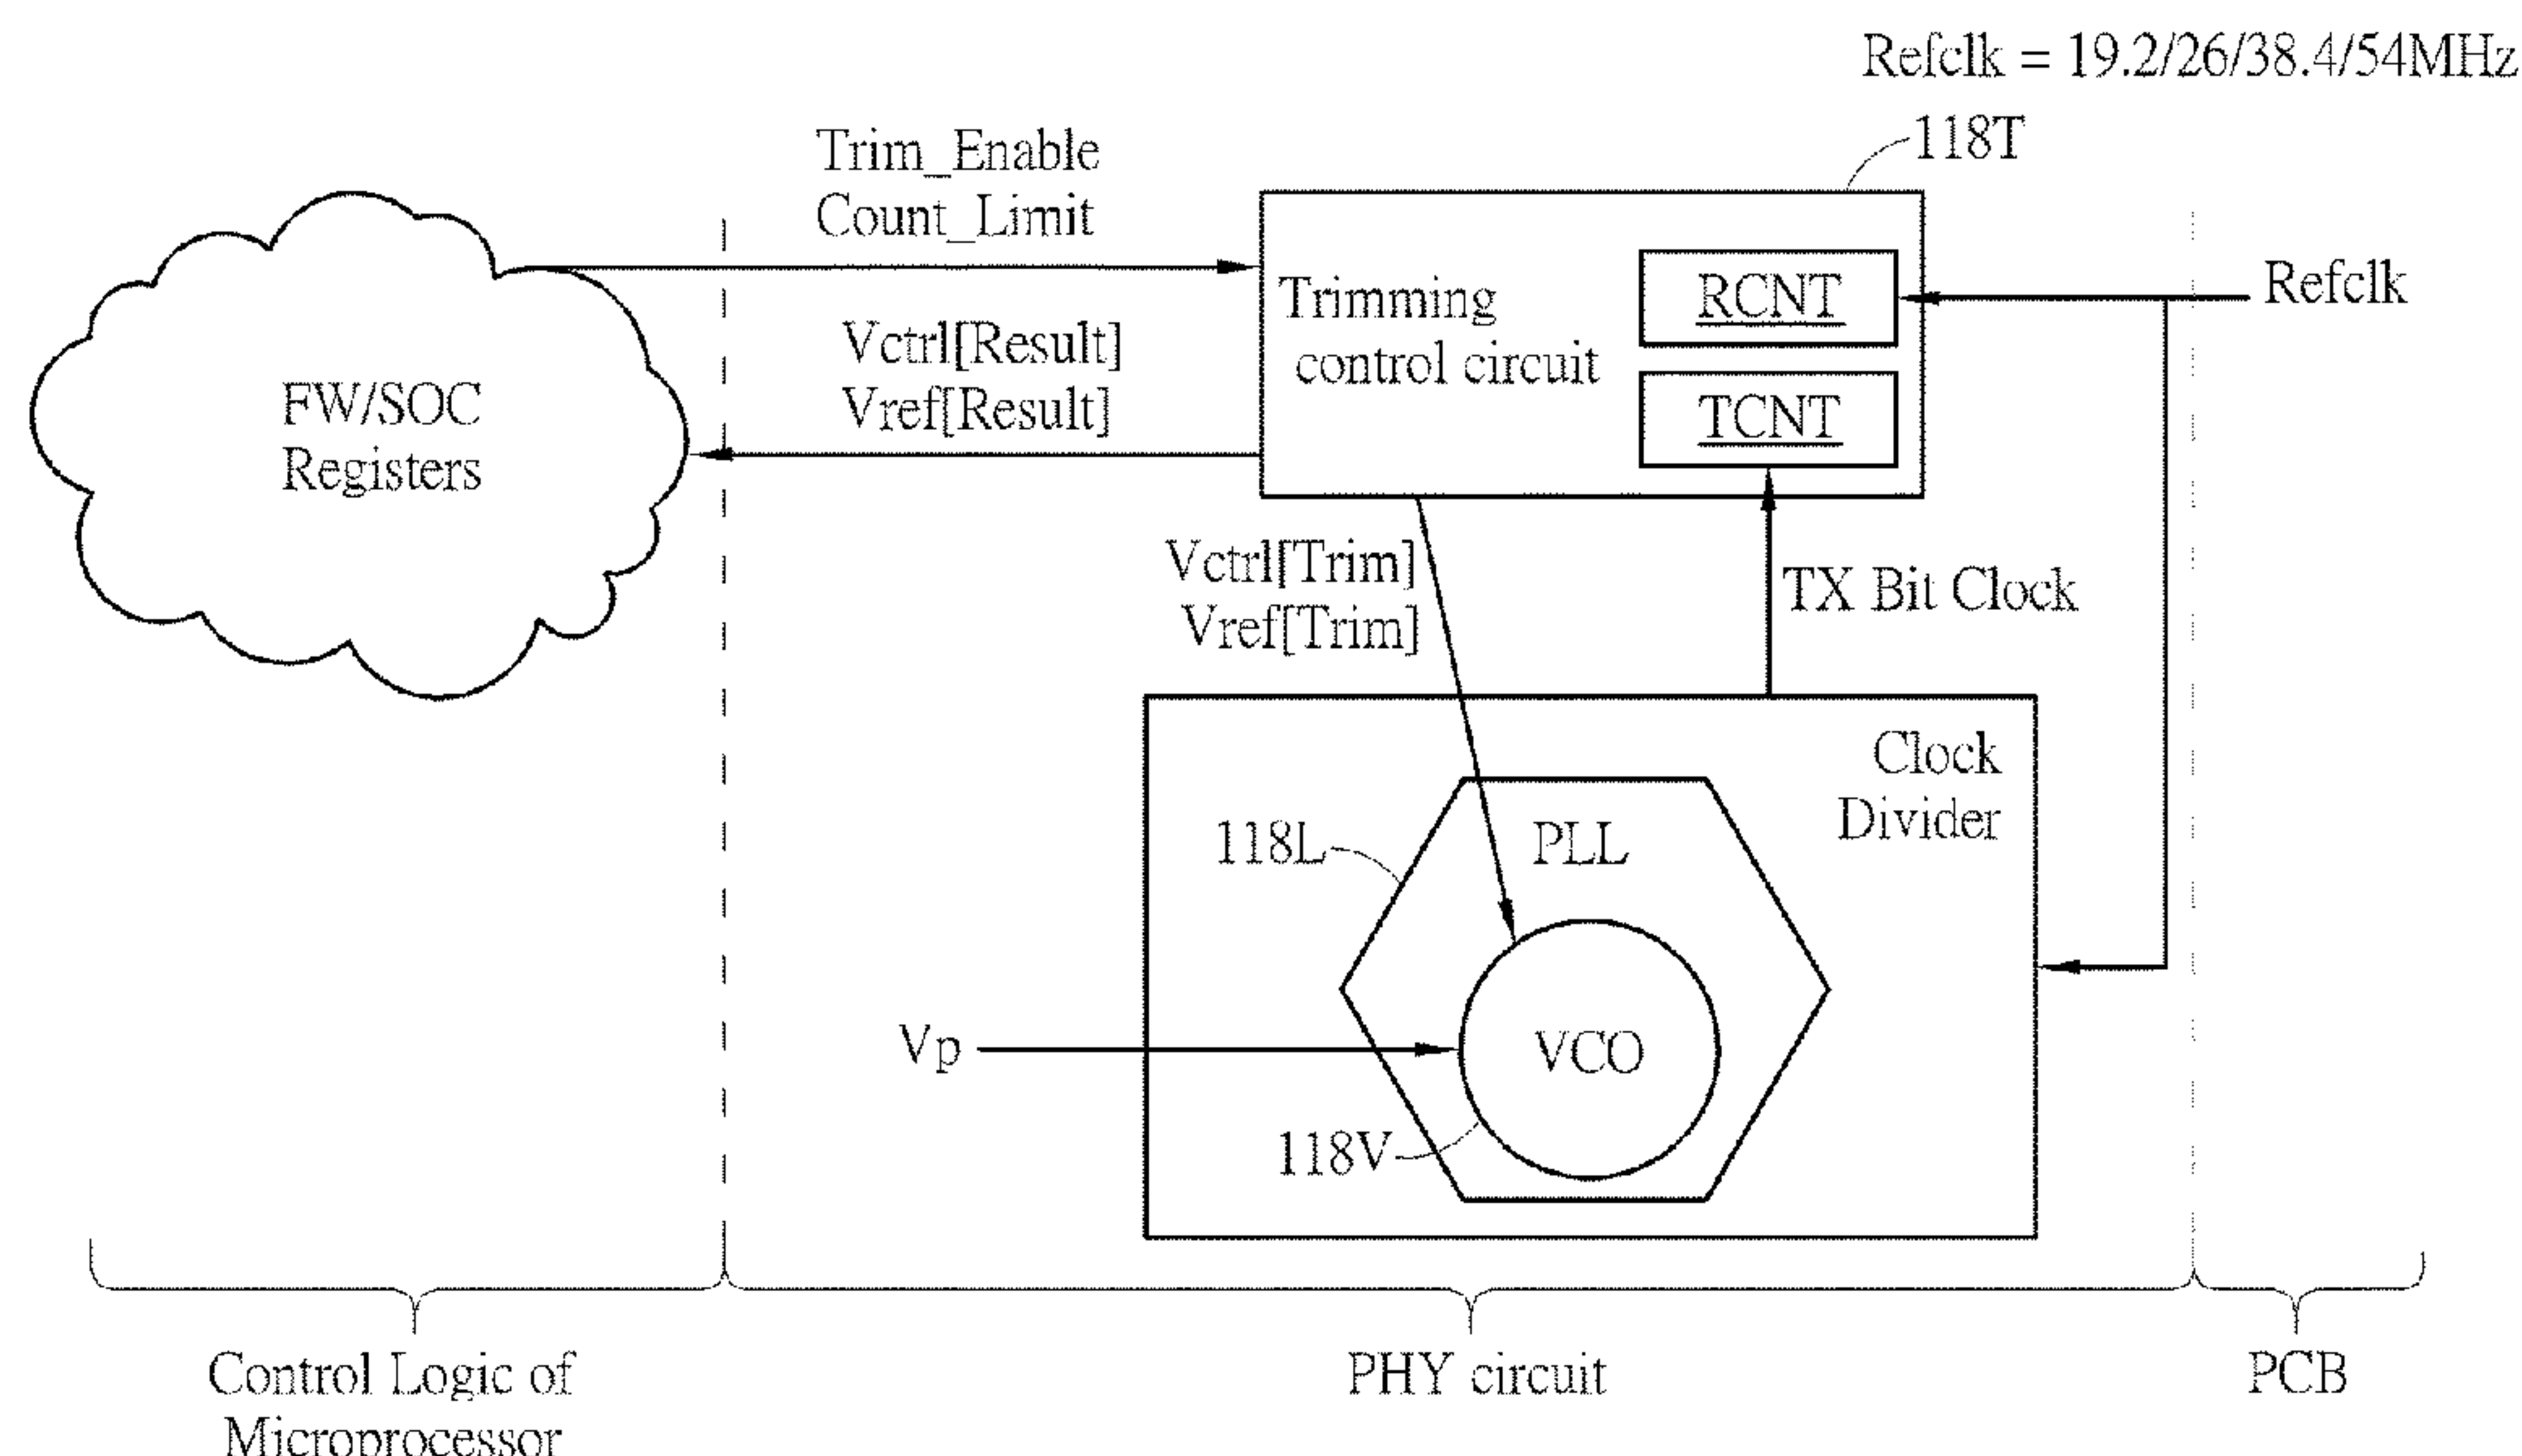 Refclk = 19.2/26/38.4/54MHz
118T
Trim_Enable
Count_Limit
Vctrl[Result]
Vref[Result]
FW/SOC
Registers
Trimming
control circuit
RCNT
TCNT
Refclk
Vctrl[Trim]
Vref[Trim]
TX Bit Clock
Clock
Divider
118L
PLL
Vp
VCO
118V
Control Logic of
Microprocessor
PHY circuit
PCB